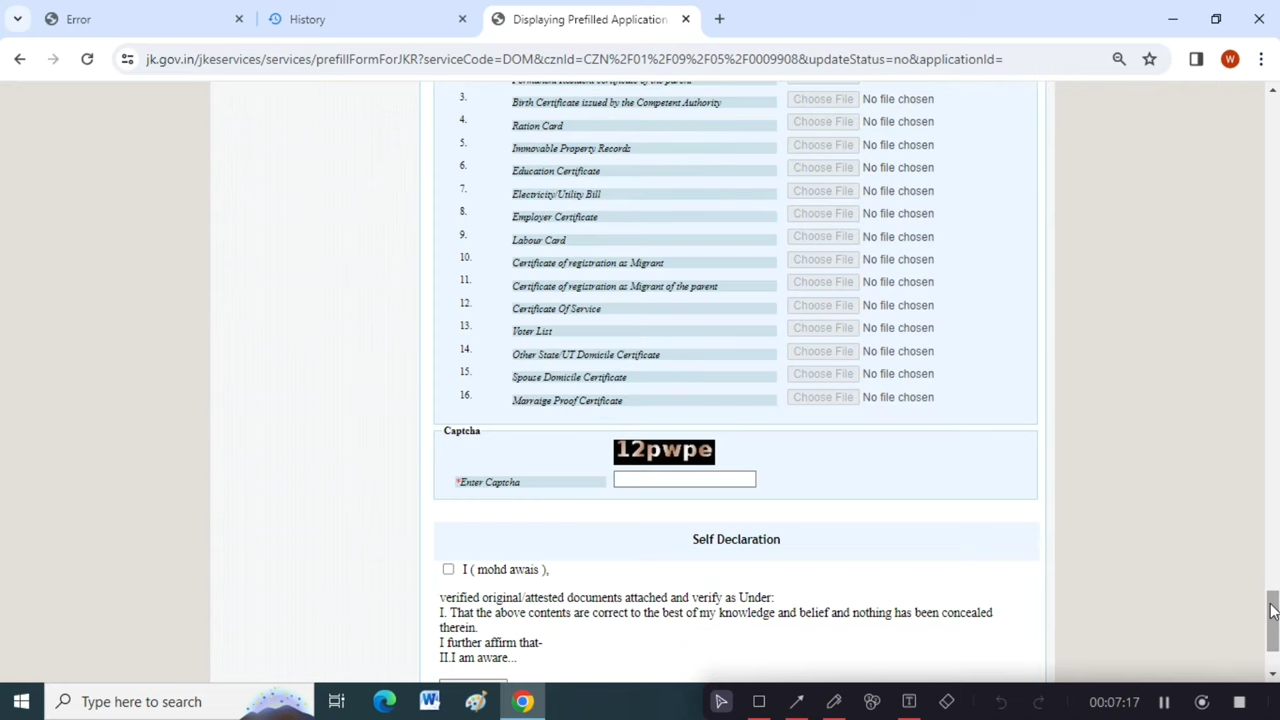 Error
History
Displaying Prefilled Application
jk.gov.in/jkeservices/services/prefillFormForJKR?serviceCode=DOM&cznId=CZN%2F01%2F09%2F05%2F0009908&updateStatus=no&applicationId=
W
Permanent Resident certificate of the parent
3. Birth Certificate issued by the Competent Authority Choose File No file chosen
4. Ration Card Choose File No file chosen
5. Immovable Property Records Choose File No file chosen
6. Education Certificate Choose File No file chosen
7. Electricity/Utility Bill Choose File No file chosen
8. Employer Certificate Choose File No file chosen
9. Labour Card Choose File No file chosen
10. Certificate of registration as Migrant Choose File No file chosen
11. Certificate of registration as Migrant of the parent Choose File No file chosen
12. Certificate Of Service Choose File No file chosen
13. Voter List Choose File No file chosen
14. Other State/UT Domicile Certificate Choose File No file chosen
15. Spouse Domicile Certificate Choose File No file chosen
16. Marraige Proof Certificate Choose File No file chosen
Captcha
12pwpe
*Enter Captcha
Self Declaration
I ( mohd awais ),
verified original/attested documents attached and verify as Under:
I. That the above contents are correct to the best of my knowledge and belief and nothing has been concealed
therein.
I further affirm that-
II.I am aware...
Type here to search
00:07:17